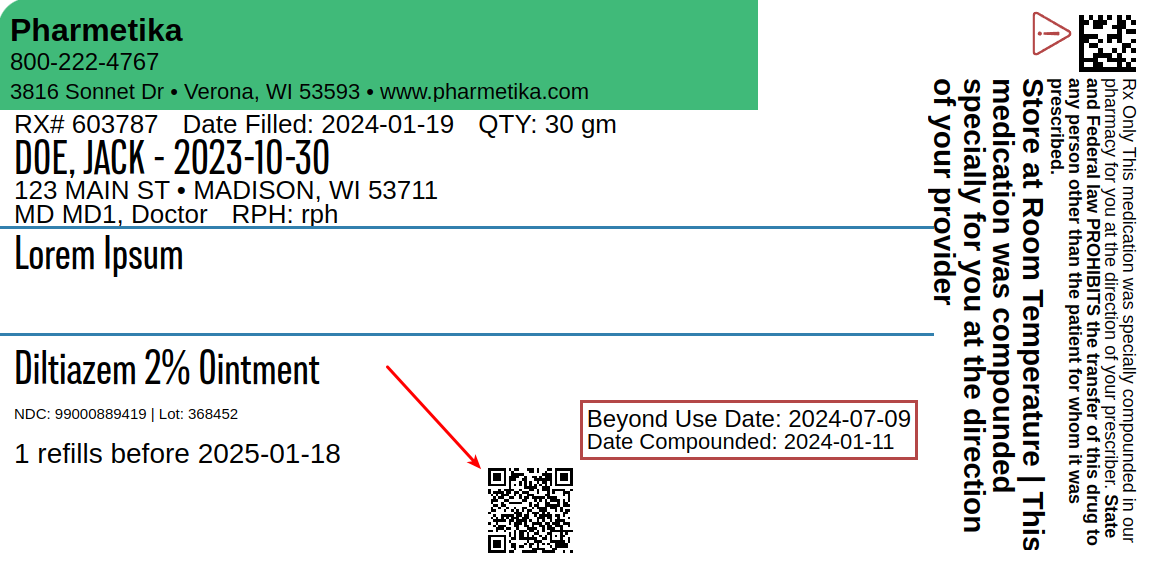 Pharmetika
800-222-4767
3816 Sonnet Dr • Verona, WI 53593 • www.pharmetika.com
RX# 603787 Date Filled: 2024-01-19 QTY: 30 gm
DOE, JACK - 2023-10-30
123 MAIN ST • MADISON, WI 53711
MD MD1, Doctor RPH: rph
Lorem Ipsum
Diltiazem 2% Ointment
NDC: 99000889419 | Lot: 368452
1 refills before 2025-01-18
Beyond Use Date: 2024-07-09
Date Compounded: 2024-01-11
Rx Only This medication was specially compounded in our
pharmacy for you at the direction of your prescriber. State
and Federal law PROHIBITS the transfer of this drug to
any person other than the patient for whom it was
prescribed.
Store at Room Temperature | This
medication was compounded
specially for you at the direction
of your provider